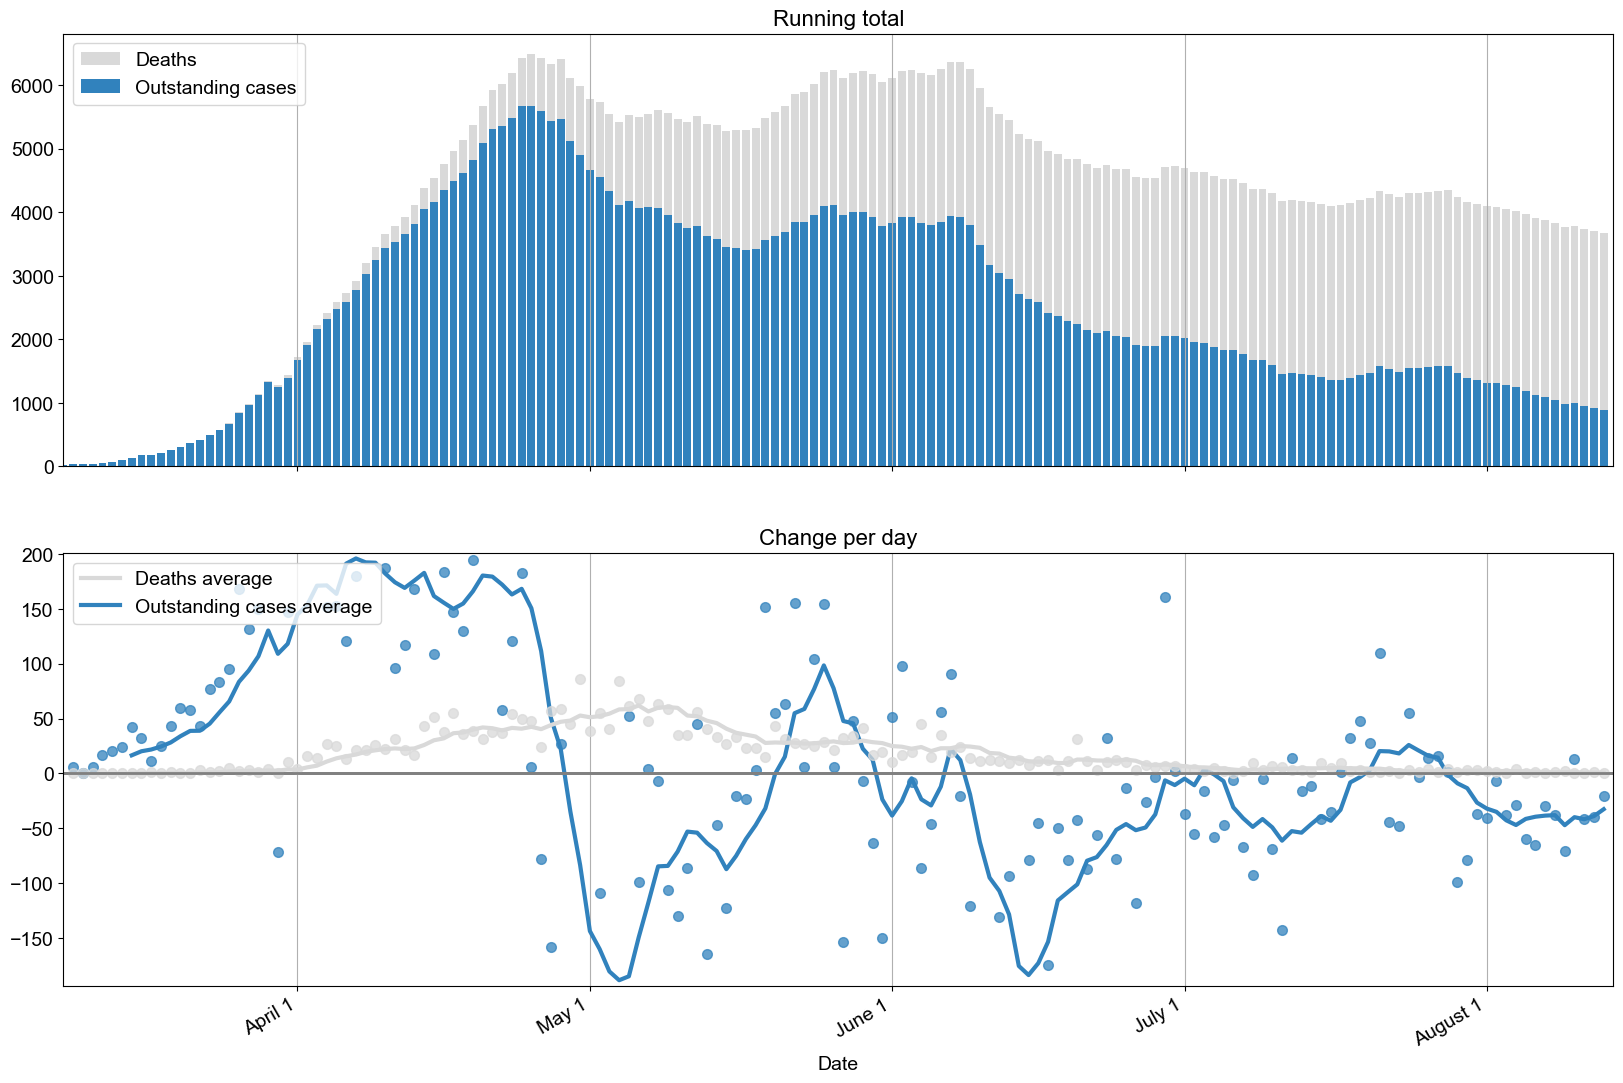 Running total
Deaths
Outstanding cases
6000
5000
4000
3000
2000
1000
0
Change per day
Deaths average
Outstanding cases average
200
150
100
50
0
−50
−100
−150
April 1
May 1
June 1
July 1
August 1
Date